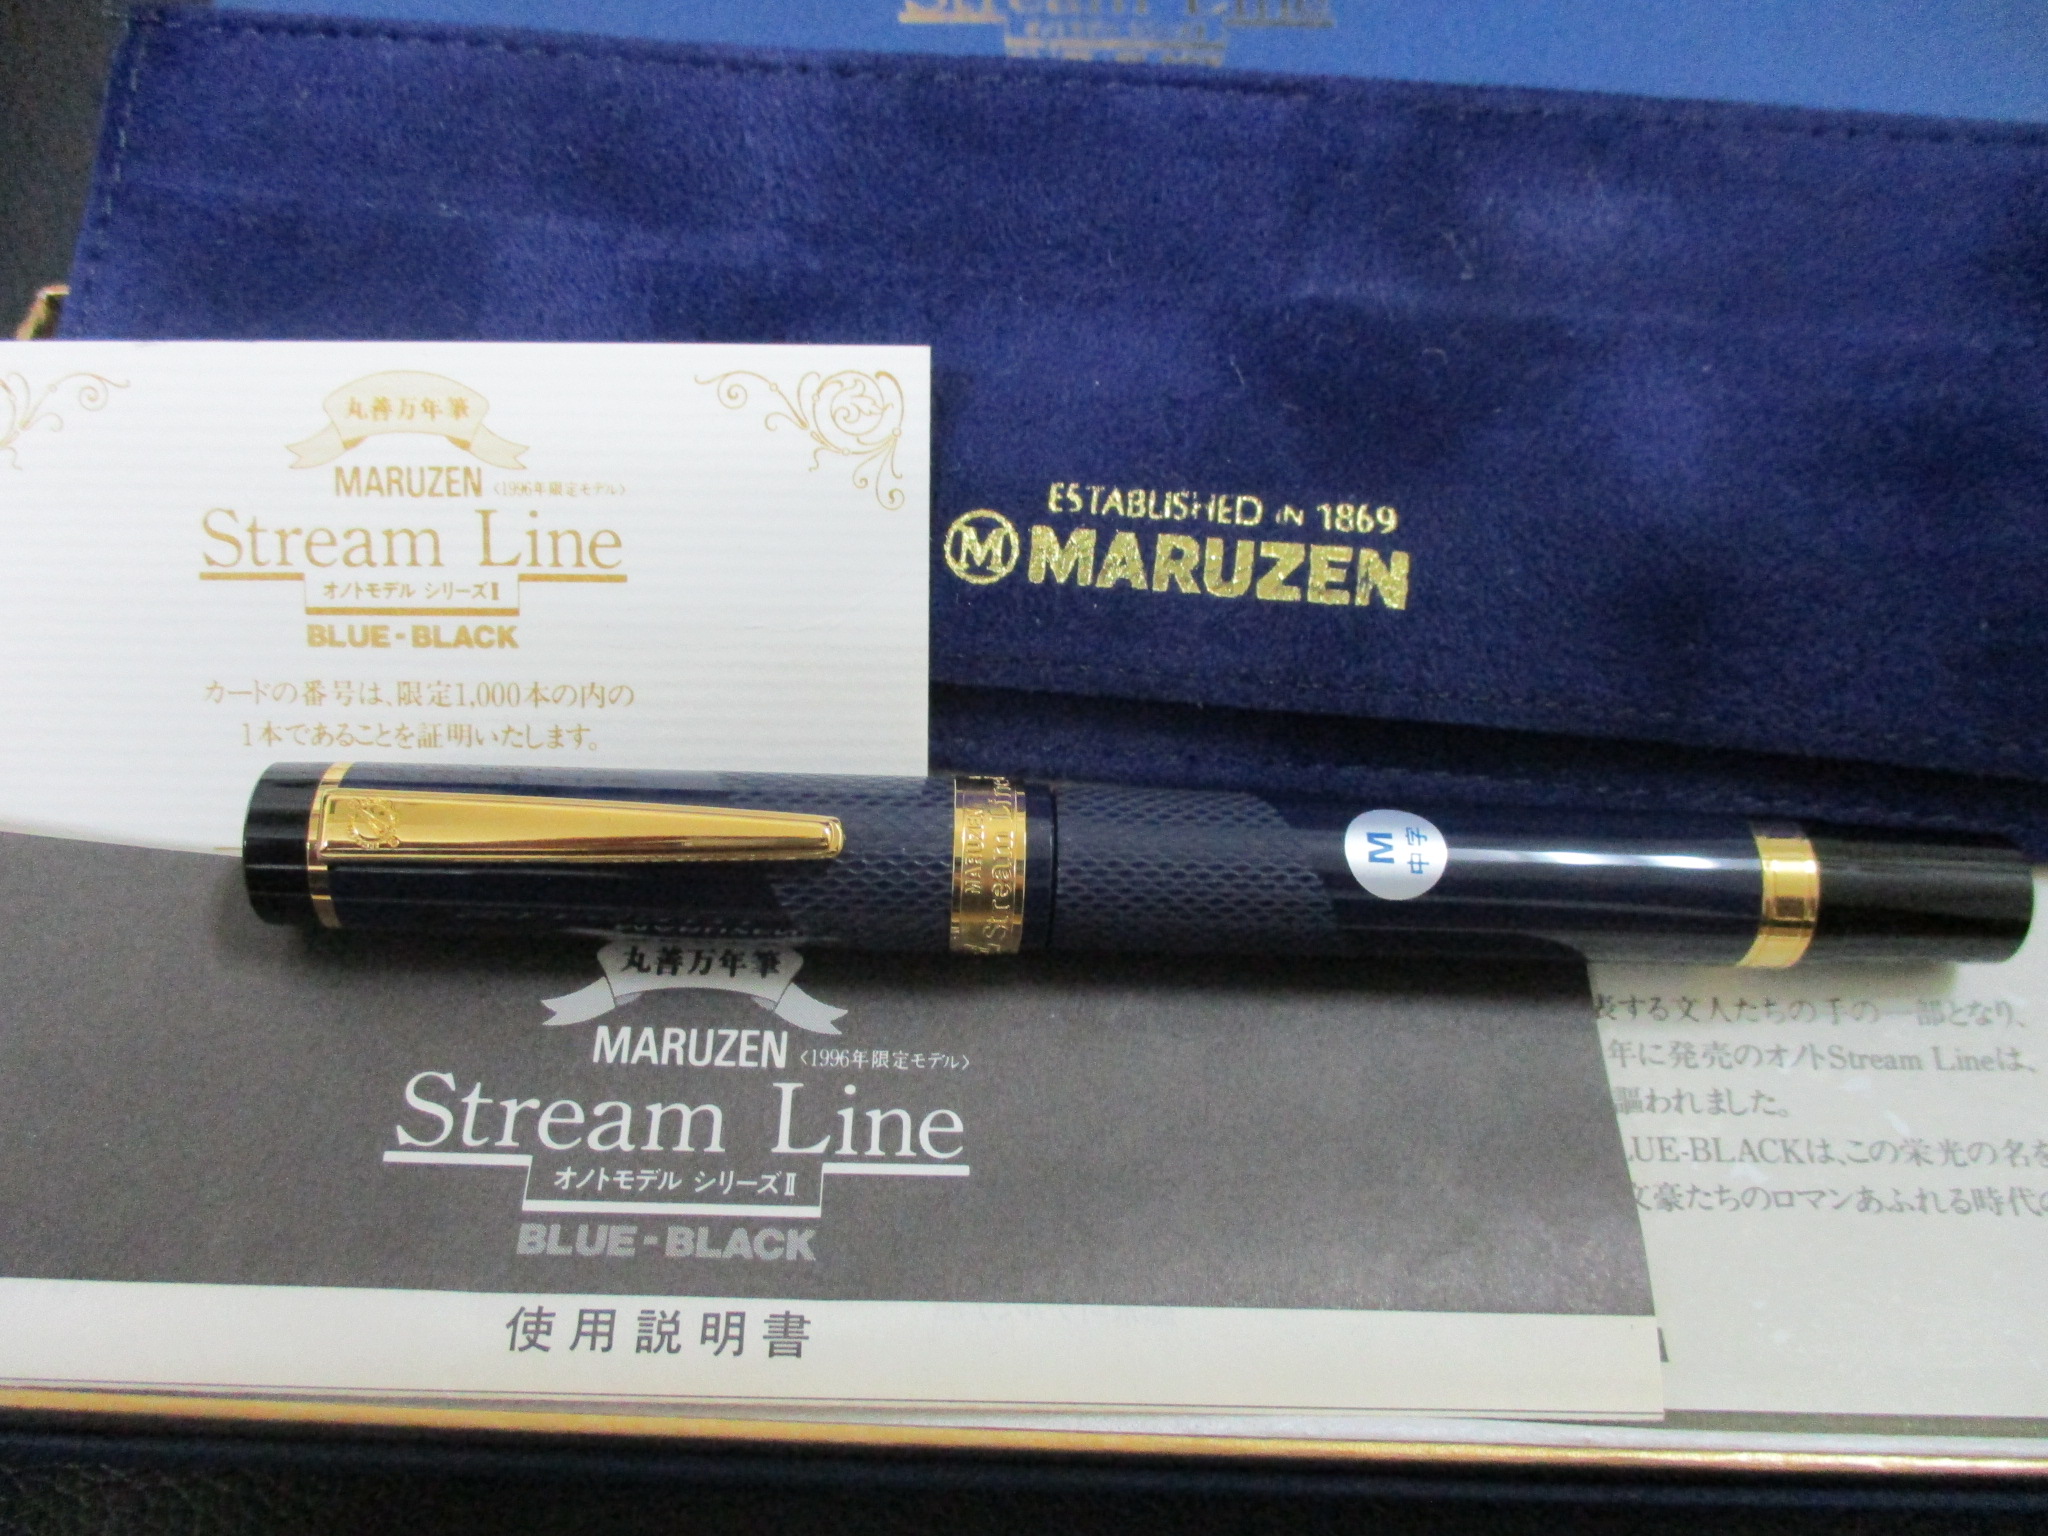 Stream Line
ESTABLISHED IN 1869
M MARUZEN
丸善万年筆
MARUZEN 〈1996年限定モデル〉
Stream Line
オノトモデル シリーズⅡ
BLUE-BLACK
カードの番号は、限定1,000本の内の
1本であることを証明いたします。
MARUZEN
Stream Line
M
中字
丸善万年筆
MARUZEN 〈1996年限定モデル〉
Stream Line
オノトモデル シリーズⅡ
BLUE-BLACK
使用説明書
表する文人たちの手の一部となり、
年に発売のオノトStream Lineは、
謳われました。
LUE-BLACKは、この栄光の名を
文豪たちのロマンあふれる時代の